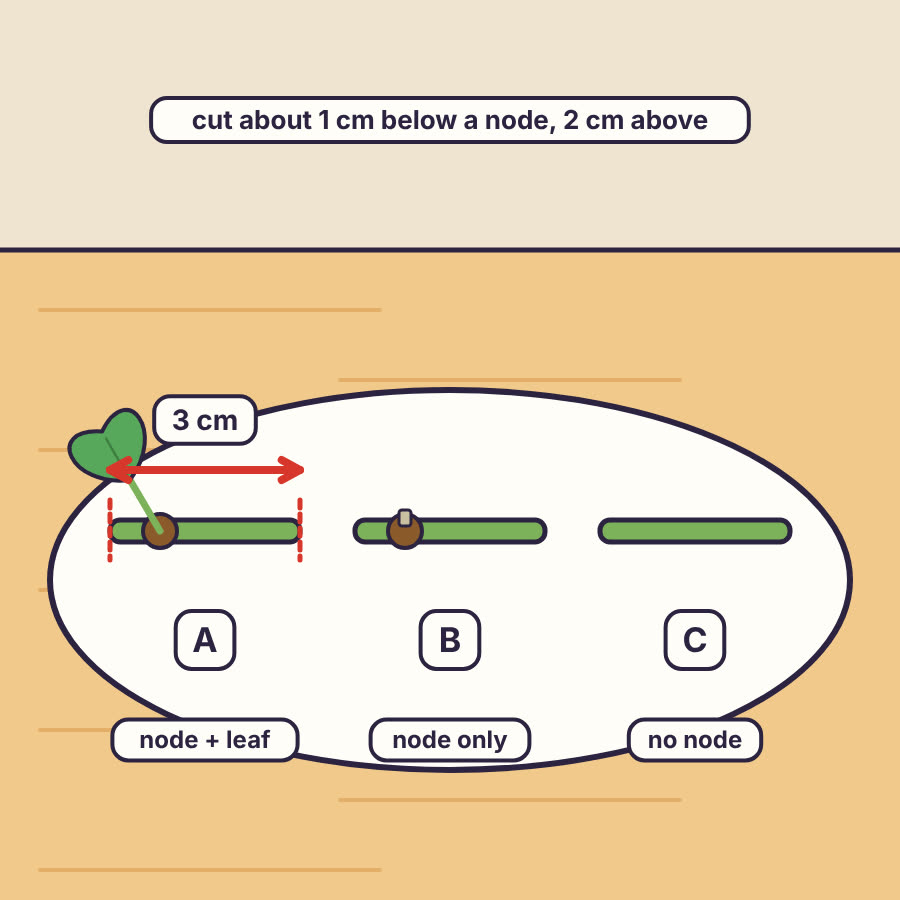 cut about 1 cm below a node, 2 cm above
3 cm
A
B
C
node + leaf
node only
no node